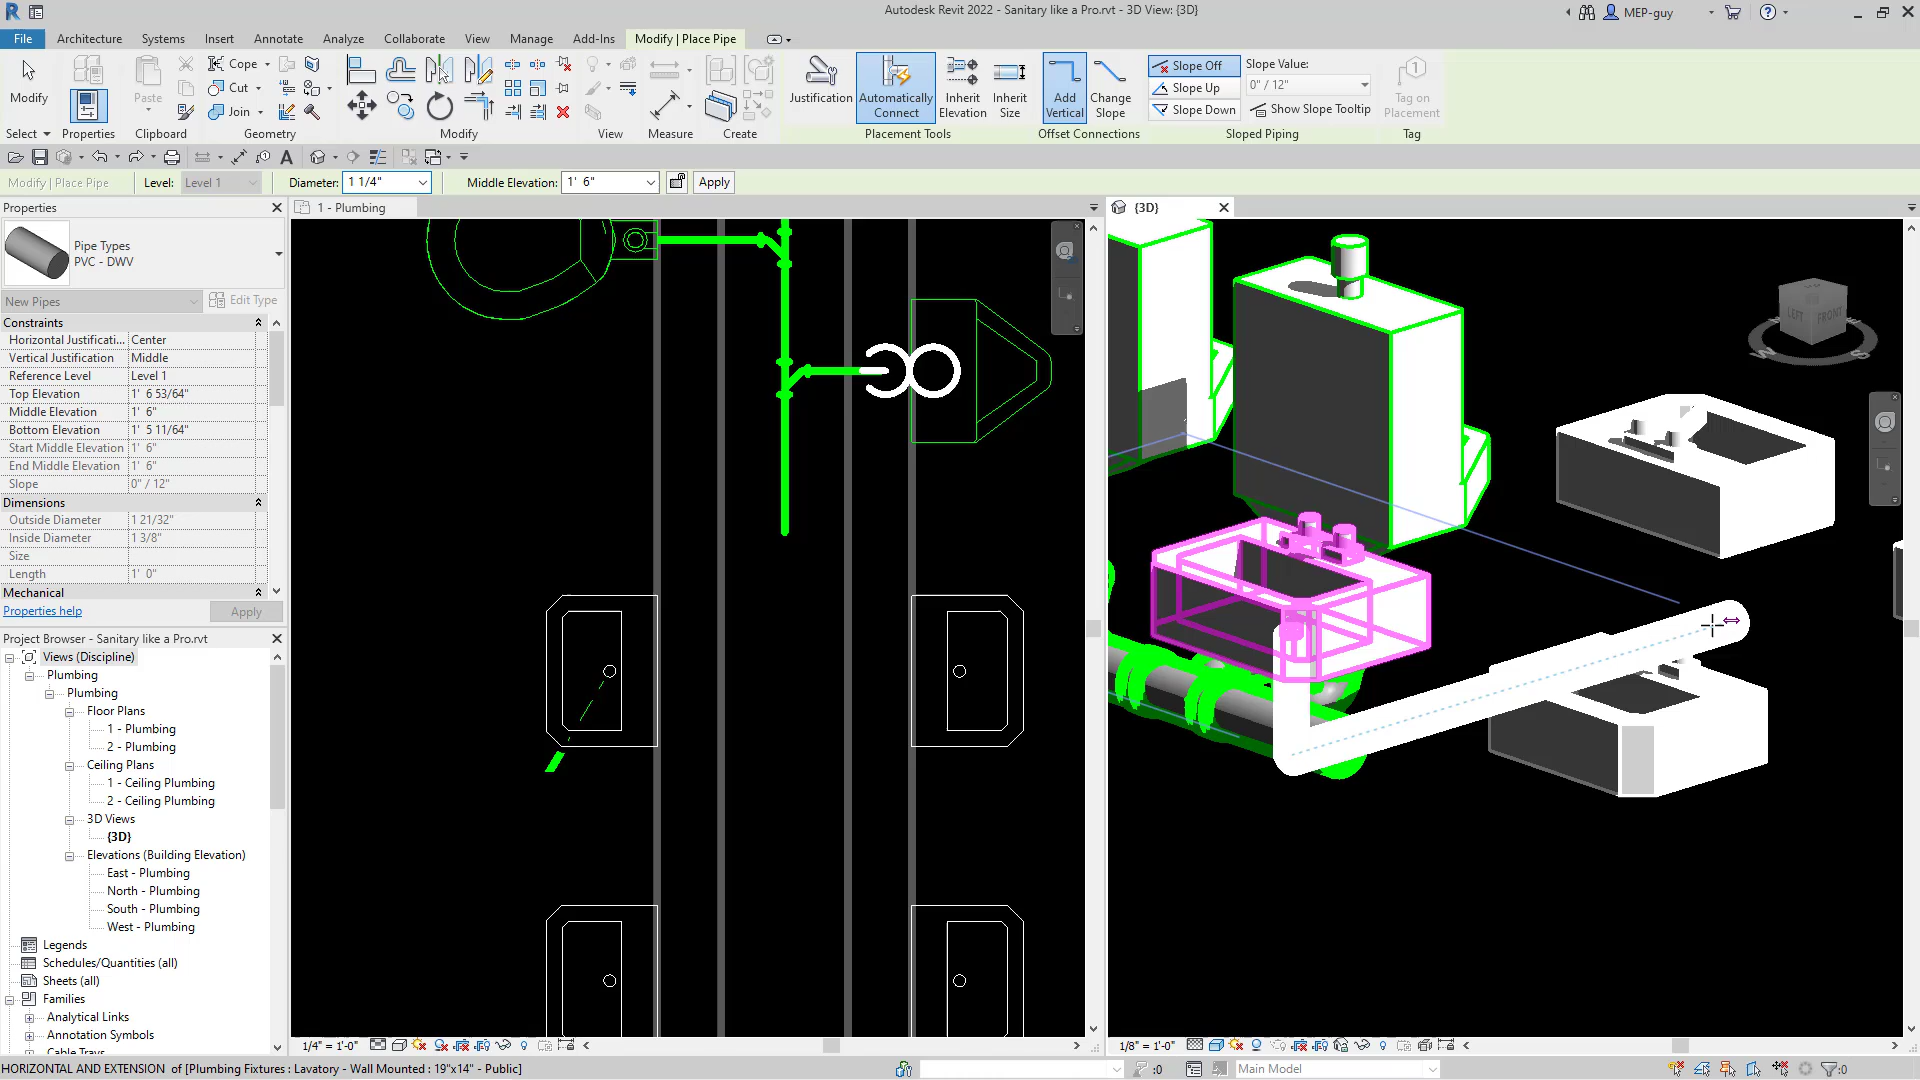 Autodesk Revit 2022 - Sanitary like a Pro.rvt - 3D View: {3D}
MEP-guy
File Architecture Systems Insert Annotate Analyze Collaborate View Manage Add-Ins Modify | Place Pipe
Modify
Paste
Cope
Cut
Join
Justification
Automatically Connect
Inherit Elevation
Inherit Size
Add Vertical
Change Slope
Slope Off
Slope Up
Slope Down
Slope Value:
0" / 12"
Show Slope Tooltip
Tag on Placement
Select Properties Clipboard Geometry Modify View Measure Create Placement Tools Offset Connections Sloped Piping Tag
Modify | Place Pipe Level: Level 1 Diameter: 1 1/4" Middle Elevation: 1' 6" Apply
Properties
Pipe Types
PVC - DWV
New Pipes Edit Type
Constraints
Horizontal Justificati... Center
Vertical Justification Middle
Reference Level Level 1
Top Elevation 1' 6 53/64"
Middle Elevation 1' 6"
Bottom Elevation 1' 5 11/64"
Start Middle Elevation 1' 6"
End Middle Elevation 1' 6"
Slope 0" / 12"
Dimensions
Outside Diameter 1 21/32"
Inside Diameter 1 3/8"
Size
Length 1' 0"
Mechanical
Properties help Apply
Project Browser - Sanitary like a Pro.rvt
Views (Discipline)
Plumbing
Plumbing
Floor Plans
1 - Plumbing
2 - Plumbing
Ceiling Plans
1 - Ceiling Plumbing
2 - Ceiling Plumbing
3D Views
{3D}
Elevations (Building Elevation)
East - Plumbing
North - Plumbing
South - Plumbing
West - Plumbing
Legends
Schedules/Quantities (all)
Sheets (all)
Families
Analytical Links
Annotation Symbols
Cable Trays
1 - Plumbing
1/4" = 1'-0"
{3D}
LEFT FRONT
S
1/8" = 1'-0"
HORIZONTAL AND EXTENSION of [Plumbing Fixtures : Lavatory - Wall Mounted : 19"x14" - Public]
:0
Main Model
:0